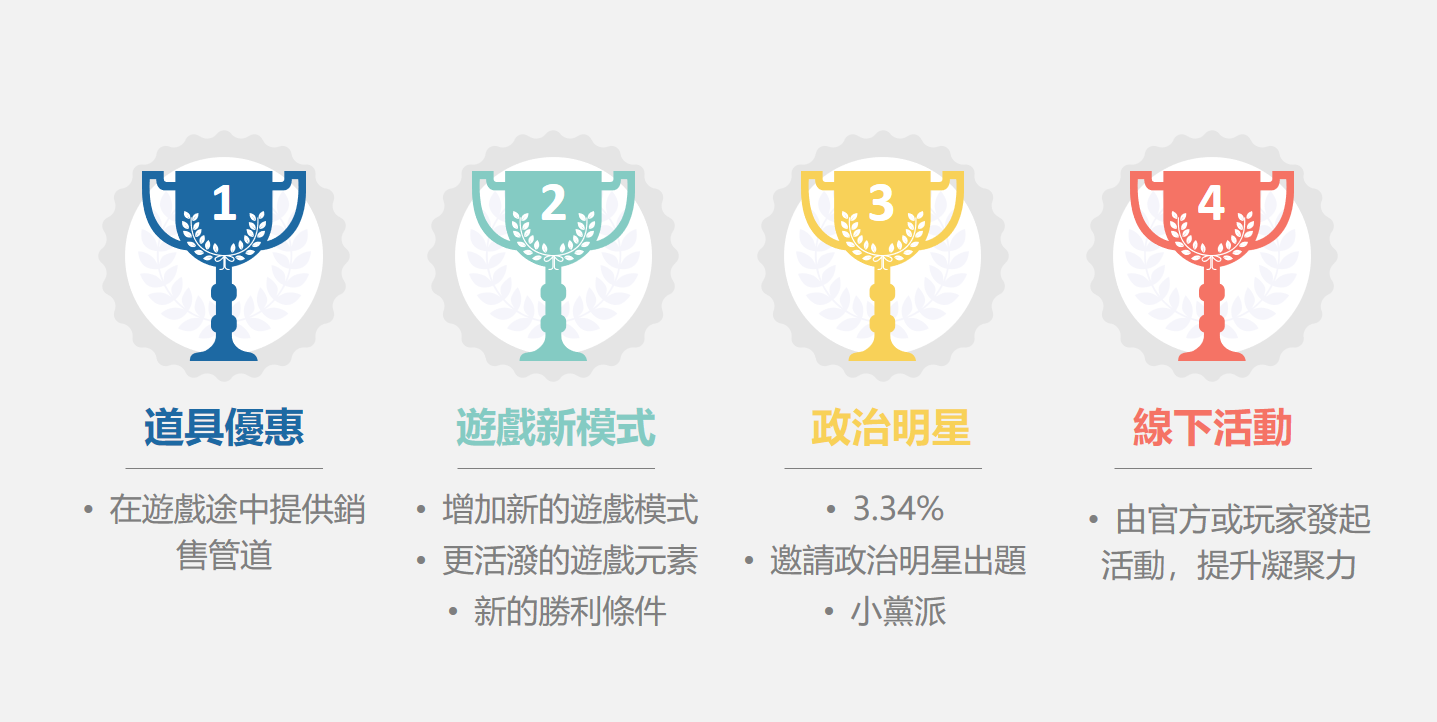 1
2
3
4
道具優惠
遊戲新模式
政治明星
線下活動
• 在遊戲途中提供銷
售管道
• 增加新的遊戲模式
• 更活潑的遊戲元素
• 新的勝利條件
• 3.34%
• 邀請政治明星出題
• 小黨派
• 由官方或玩家發起
活動，提升凝聚力